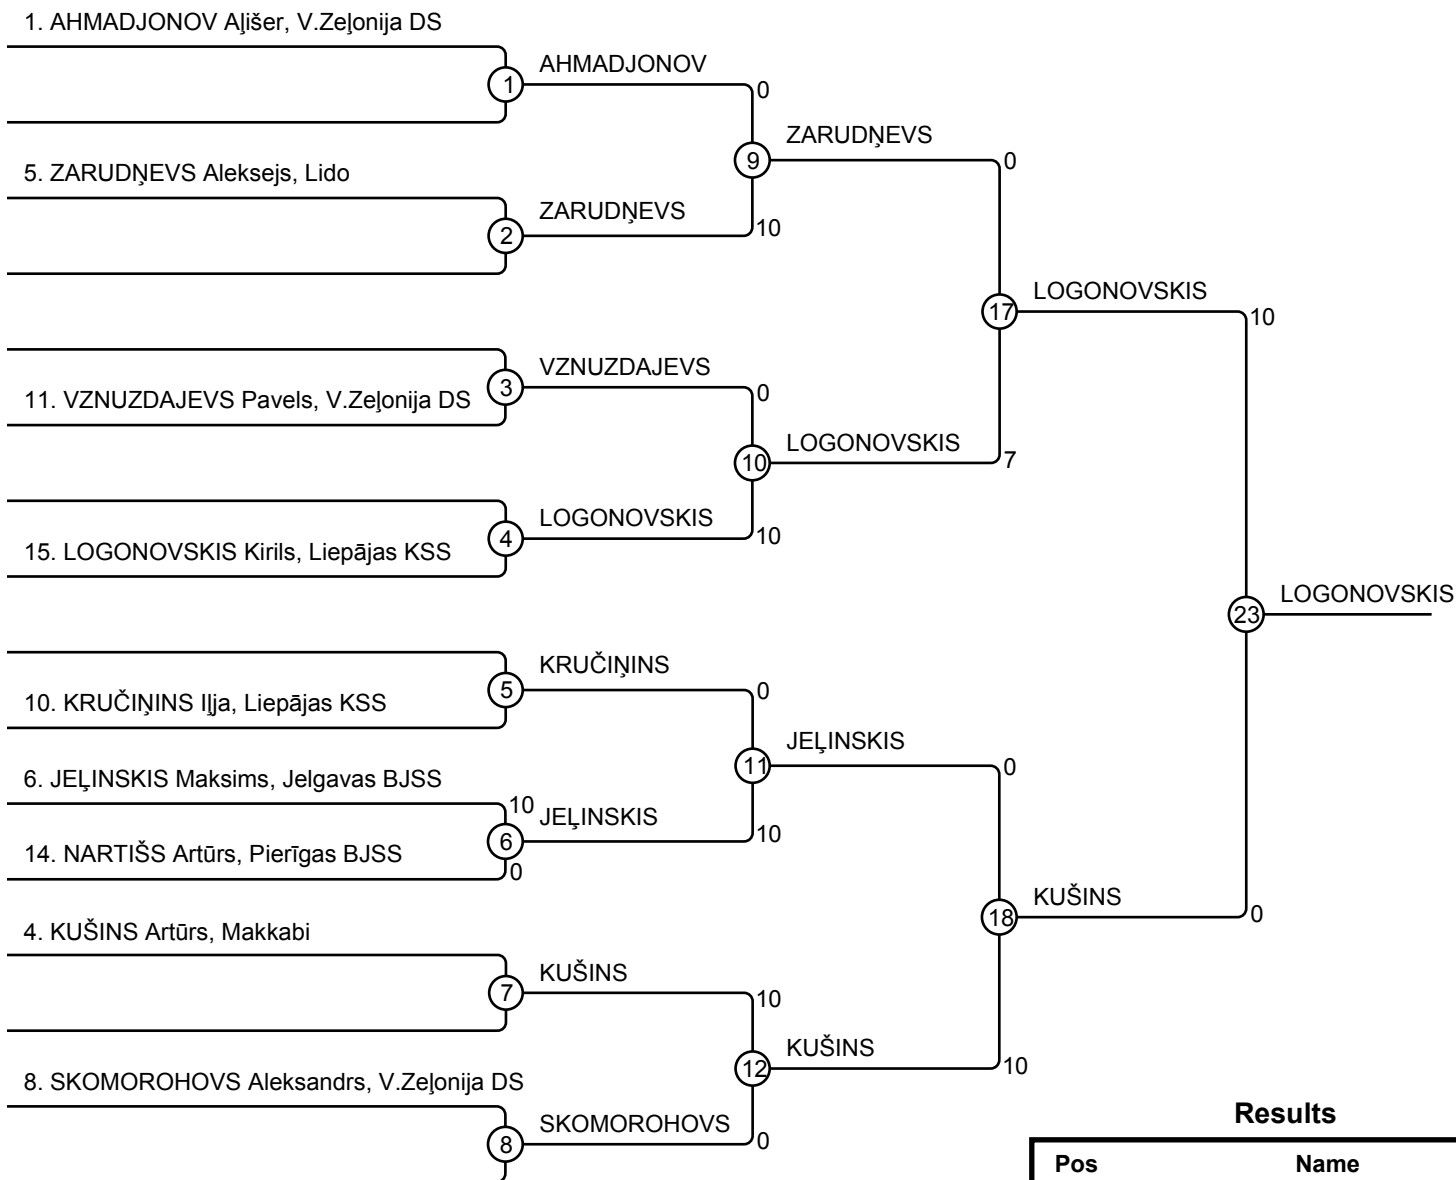 1. AHMADJONOV Aļišer, V.Zeļonija DS
1
AHMADJONOV
0
5. ZARUDŅEVS Aleksejs, Lido
2
ZARUDŅEVS
10
9
ZARUDŅEVS
0
11. VZNUZDAJEVS Pavels, V.Zeļonija DS
3
VZNUZDAJEVS
0
15. LOGONOVSKIS Kirils, Liepājas KSS
4
LOGONOVSKIS
10
10
LOGONOVSKIS
7
17
LOGONOVSKIS
10
10. KRUČIŅINS Iļja, Liepājas KSS
5
KRUČIŅINS
0
6. JEĻINSKIS Maksims, Jelgavas BJSS
10
14. NARTIŠS Artūrs, Pierīgas BJSS
0
6
JEĻINSKIS
10
11
JEĻINSKIS
0
4. KUŠINS Artūrs, Makkabi
7
KUŠINS
10
8. SKOMOROHOVS Aleksandrs, V.Zeļonija DS
8
SKOMOROHOVS
0
12
KUŠINS
10
18
KUŠINS
0
23
LOGONOVSKIS
Results
Pos Name